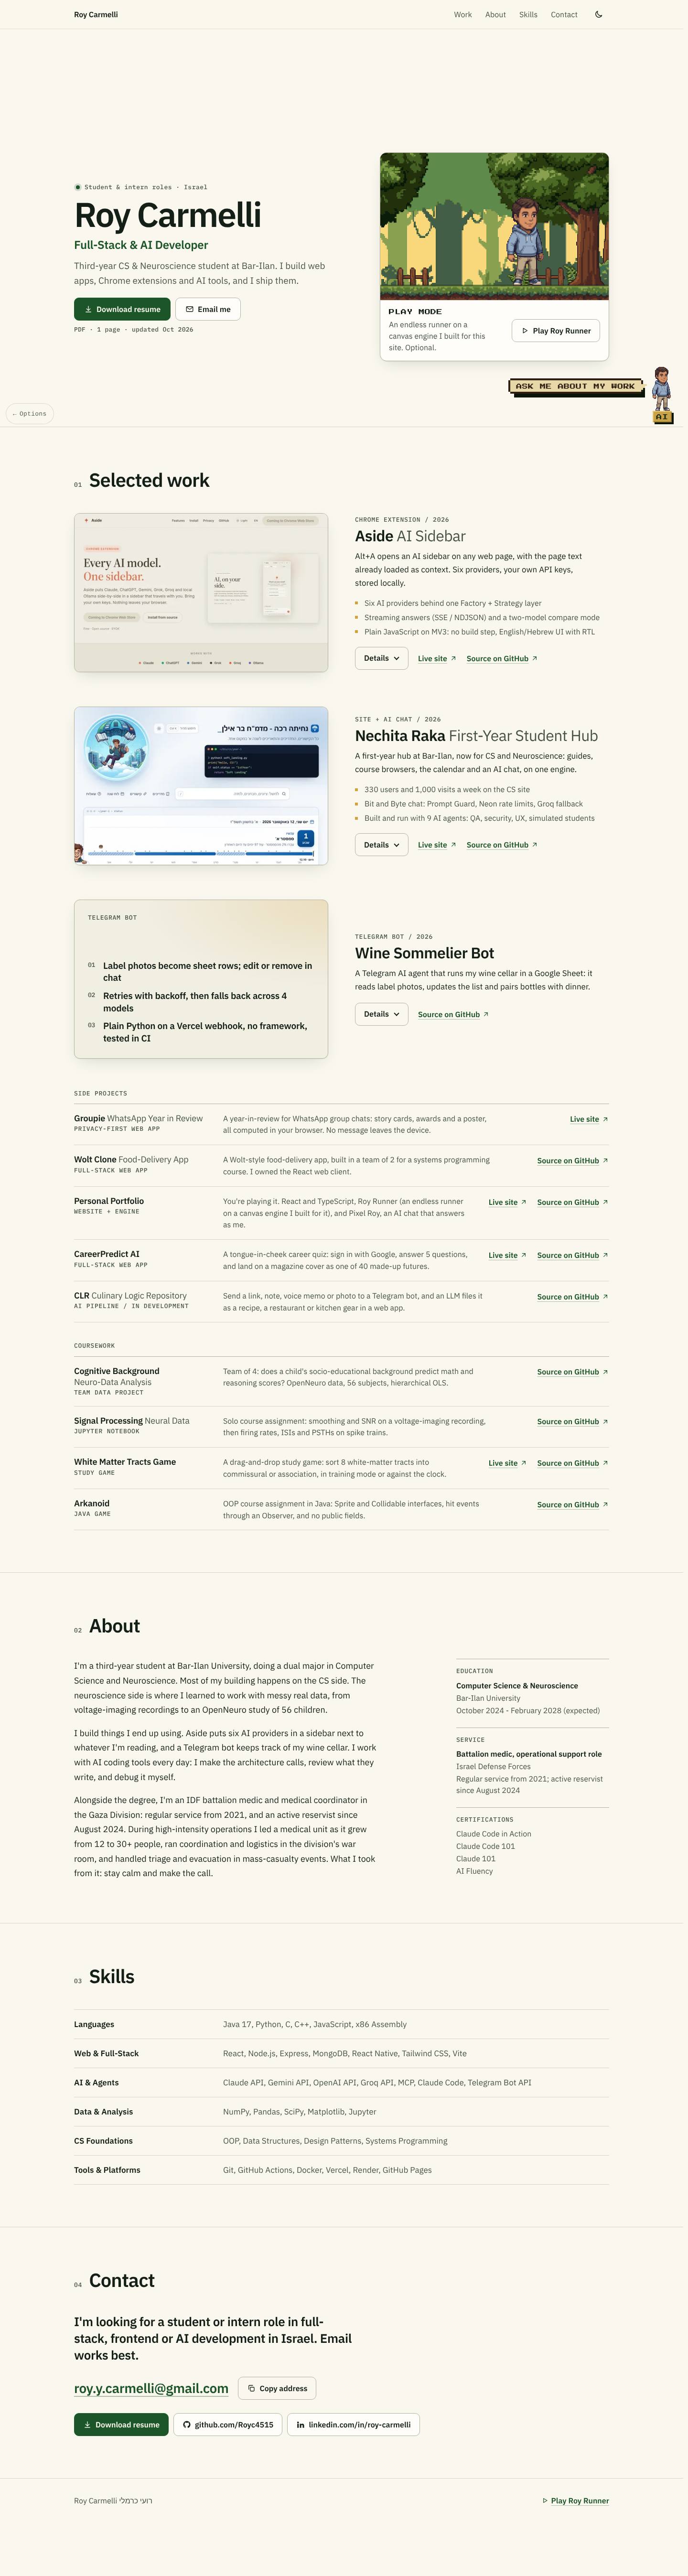 Roy Carmelli
Work About Skills Contact
Student & intern roles · Israel
Roy Carmelli
Full-Stack & AI Developer
Third-year CS & Neuroscience student at Bar-Ilan. I build web
apps, Chrome extensions and AI tools, and I ship them.
Download resume
Email me
PDF · 1 page · updated Oct 2026
PLAY MODE
An endless runner on a
canvas engine I built for this
site. Optional.
Play Roy Runner
ASK ME ABOUT MY WORK
AI
← Options
01 Selected work
Aside
Every AI model.
One sidebar.
AI, on your
side.
CHROME EXTENSION / 2026
Aside AI Sidebar
Alt+A opens an AI sidebar on any web page, with the page text
already loaded as context. Six providers, your own API keys,
stored locally.
Six AI providers behind one Factory + Strategy layer
Streaming answers (SSE / NDJSON) and a two-model compare mode
Plain JavaScript on MV3: no build step, English/Hebrew UI with RTL
Details
Live site ↗
Source on GitHub ↗
נחיתה רכה - מדמ"ח בר אילן_
SITE + AI CHAT / 2026
Nechita Raka First-Year Student Hub
A first-year hub at Bar-Ilan, now for CS and Neuroscience: guides,
course browsers, the calendar and an AI chat, on one engine.
330 users and 1,000 visits a week on the CS site
Bit and Byte chat: Prompt Guard, Neon rate limits, Groq fallback
Built and run with 9 AI agents: QA, security, UX, simulated students
Details
Live site ↗
Source on GitHub ↗
TELEGRAM BOT
01 Label photos become sheet rows; edit or remove in
chat
02 Retries with backoff, then falls back across 4
models
03 Plain Python on a Vercel webhook, no framework,
tested in CI
TELEGRAM BOT / 2026
Wine Sommelier Bot
A Telegram AI agent that runs my wine cellar in a Google Sheet: it
reads label photos, updates the list and pairs bottles with dinner.
Details
Source on GitHub ↗
SIDE PROJECTS
Groupie WhatsApp Year in Review
PRIVACY-FIRST WEB APP
A year-in-review for WhatsApp group chats: story cards, awards and a poster,
all computed in your browser. No message leaves the device.
Live site ↗
Wolt Clone Food-Delivery App
FULL-STACK WEB APP
A Wolt-style food-delivery app, built in a team of 2 for a systems programming
course. I owned the React web client.
Source on GitHub ↗
Personal Portfolio
WEBSITE + ENGINE
You're playing it. React and TypeScript, Roy Runner (an endless runner
on a canvas engine I built for it), and Pixel Roy, an AI chat that answers
as me.
Live site ↗
Source on GitHub ↗
CareerPredict AI
FULL-STACK WEB APP
A tongue-in-cheek career quiz: sign in with Google, answer 5 questions,
and land on a magazine cover as one of 40 made-up futures.
Live site ↗
Source on GitHub ↗
CLR Culinary Logic Repository
AI PIPELINE / IN DEVELOPMENT
Send a link, note, voice memo or photo to a Telegram bot, and an LLM files it
as a recipe, a restaurant or kitchen gear in a web app.
Source on GitHub ↗
COURSEWORK
Cognitive Background
Neuro-Data Analysis
TEAM DATA PROJECT
Team of 4: does a child's socio-educational background predict math and
reasoning scores? OpenNeuro data, 56 subjects, hierarchical OLS.
Source on GitHub ↗
Signal Processing Neural Data
JUPYTER NOTEBOOK
Solo course assignment: smoothing and SNR on a voltage-imaging recording,
then firing rates, ISIs and PSTHs on spike trains.
Source on GitHub ↗
White Matter Tracts Game
STUDY GAME
A drag-and-drop study game: sort 8 white-matter tracts into
commissural or association, in training mode or against the clock.
Live site ↗
Source on GitHub ↗
Arkanoid
JAVA GAME
OOP course assignment in Java: Sprite and Collidable interfaces, hit events
through an Observer, and no public fields.
Source on GitHub ↗
02 About
I'm a third-year student at Bar-Ilan University, doing a dual major in Computer
Science and Neuroscience. Most of my building happens on the CS side. The
neuroscience side is where I learned to work with messy real data, from
voltage-imaging recordings to an OpenNeuro study of 56 children.
I build things I end up using. Aside puts six AI providers in a sidebar next to
whatever I'm reading, and a Telegram bot keeps track of my wine cellar. I work
with AI coding tools every day: I make the architecture calls, review what they
write, and debug it myself.
Alongside the degree, I'm an IDF battalion medic and medical coordinator in
the Gaza Division: regular service from 2021, and an active reservist since
August 2024. During high-intensity operations I led a medical unit as it grew
from 12 to 30+ people, ran coordination and logistics in the division's war
room, and handled triage and evacuation in mass-casualty events. What I took
from it: stay calm and make the call.
EDUCATION
Computer Science & Neuroscience
Bar-Ilan University
October 2024 - February 2028 (expected)
SERVICE
Battalion medic, operational support role
Israel Defense Forces
Regular service from 2021; active reservist
since August 2024
CERTIFICATIONS
Claude Code in Action
Claude Code 101
Claude 101
AI Fluency
03 Skills
Languages
Java 17, Python, C, C++, JavaScript, x86 Assembly
Web & Full-Stack
React, Node.js, Express, MongoDB, React Native, Tailwind CSS, Vite
AI & Agents
Claude API, Gemini API, OpenAI API, Groq API, MCP, Claude Code, Telegram Bot API
Data & Analysis
NumPy, Pandas, SciPy, Matplotlib, Jupyter
CS Foundations
OOP, Data Structures, Design Patterns, Systems Programming
Tools & Platforms
Git, GitHub Actions, Docker, Vercel, Render, GitHub Pages
04 Contact
I'm looking for a student or intern role in full-
stack, frontend or AI development in Israel. Email
works best.
roy.y.carmelli@gmail.com
Copy address
Download resume
github.com/Royc4515
linkedin.com/in/roy-carmelli
Roy Carmelli רועי כרמלי
Play Roy Runner